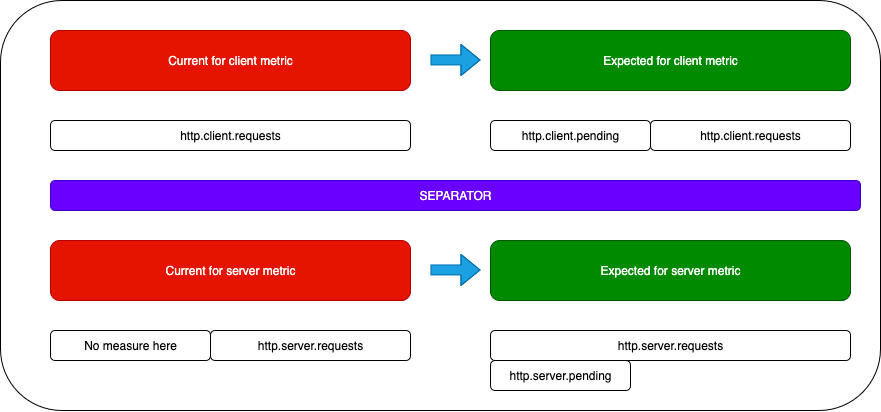 Current for client metric
Expected for client metric
http.client.requests
http.client.pending
http.client.requests
SEPARATOR
Current for server metric
Expected for server metric
No measure here
http.server.requests
http.server.requests
http.server.pending